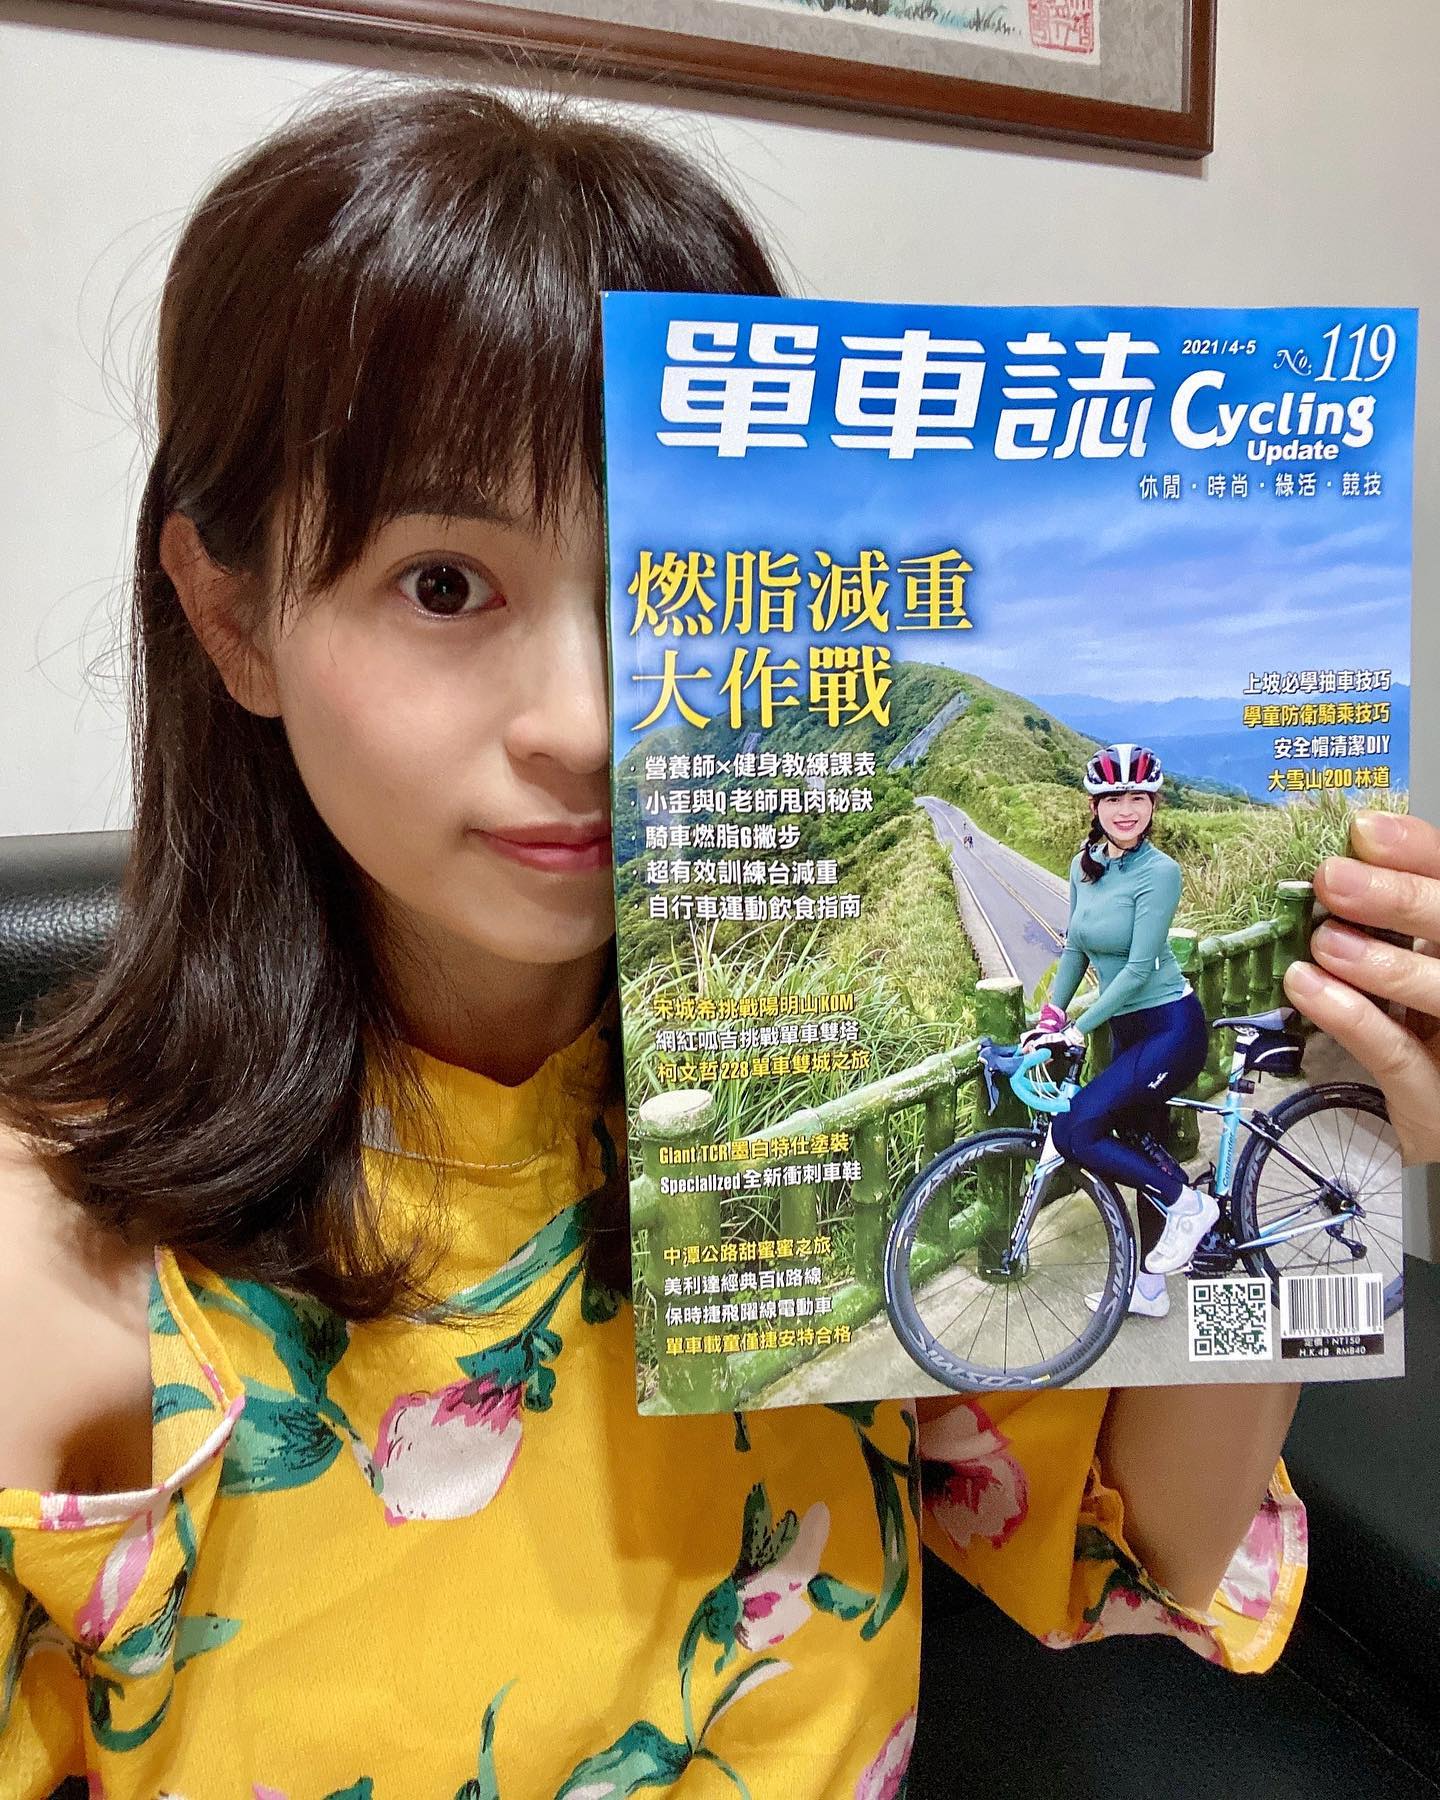 單車誌
2021/4-5
No. 119
Cycling
Update
休閒·時尚·綠活·競技
燃脂減重
大作戰
· 營養師×健身教練課表
· 小歪與Q老師甩肉秘訣
· 騎車燃脂6撇步
· 超有效訓練台減重
自行車運動飲食指南
上坡必學抽車技巧
學童防衛騎乘技巧
安全帽清潔DIY
大雪山200林道
宋城希挑戰陽明山KOM
網紅呱吉挑戰單車雙塔
柯文哲228單車雙城之旅
Giant TCR墨白特仕塗裝
Specialized全新衝刺車鞋
中潭公路甜蜜蜜之旅
美利達經典百K路線
保時捷飛躍線電動車
單車載童僅捷安特合格
COSMIC
COSMIC
Contender
定價:NT150
H.K.40 RMB40